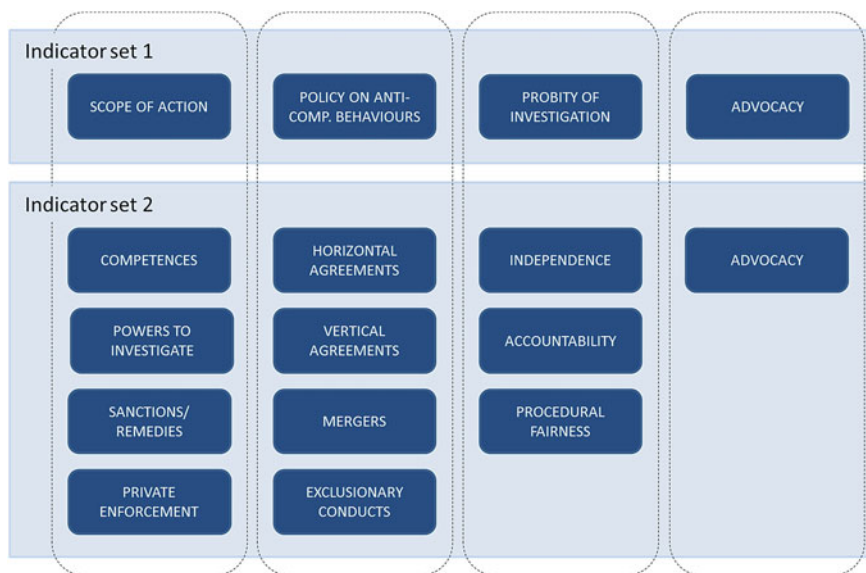 Indicator set 1
SCOPE OF ACTION
POLICY ON ANTI-
COMP. BEHAVIOURS
PROBITY OF
INVESTIGATION
ADVOCACY
Indicator set 2
COMPETENCES
HORIZONTAL
AGREEMENTS
INDEPENDENCE
ADVOCACY
POWERS TO
INVESTIGATE
VERTICAL
AGREEMENTS
ACCOUNTABILITY
SANCTIONS/
REMEDIES
MERGERS
PROCEDURAL
FAIRNESS
PRIVATE
ENFORCEMENT
EXCLUSIONARY
CONDUCTS